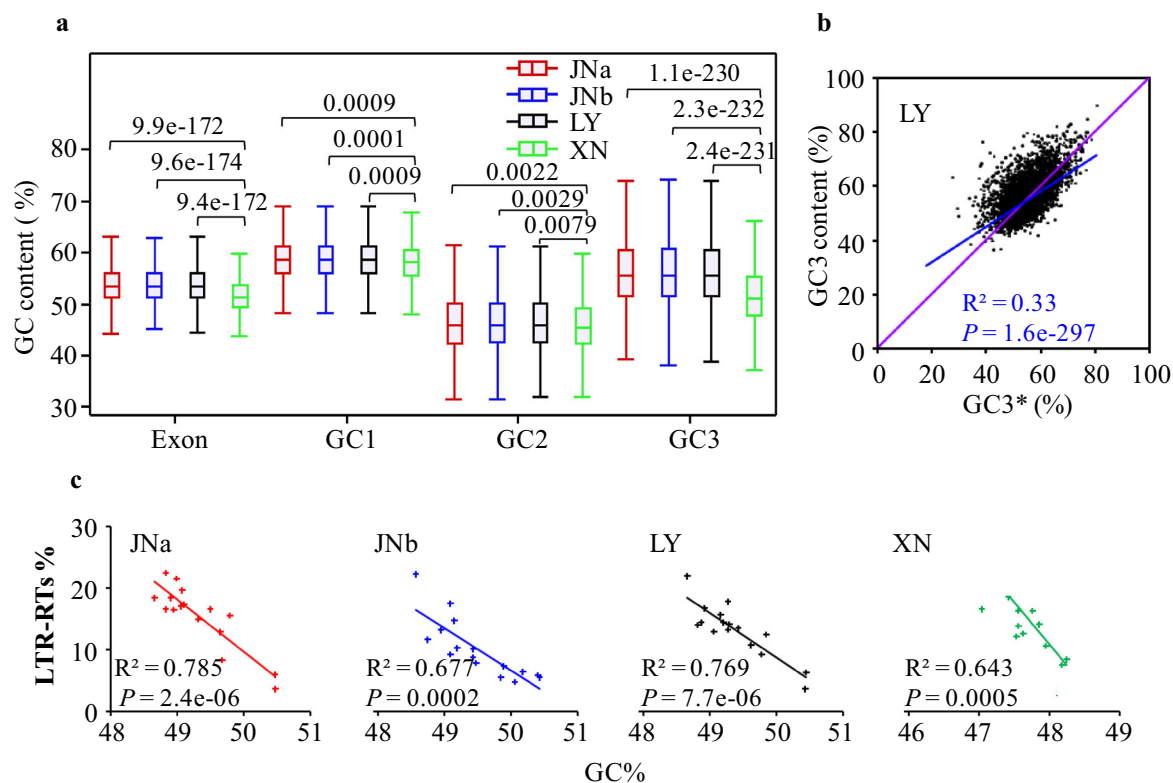 a
b
JNa
JNb
LY
XN
9.9e-172
9.6e-174
9.4e-172
0.0009
0.0001
0.0009
0.0022
0.0029
0.0079
1.1e-230
2.3e-232
2.4e-231
GC content ( %)
80
70
60
50
40
30
Exon GC1 GC2 GC3
LY
GC3 content (%)
100
80
60
40
20
0
R² = 0.33
P = 1.6e-297
0 20 40 60 80 100
GC3* (%)
c
LTR-RTs %
30
20
10
0
JNa
R² = 0.785
P = 2.4e-06
48 49 50 51
JNb
R² = 0.677
P = 0.0002
48 49 50 51
LY
R² = 0.769
P = 7.7e-06
48 49 50 51
XN
R² = 0.643
P = 0.0005
46 47 48 49
GC%